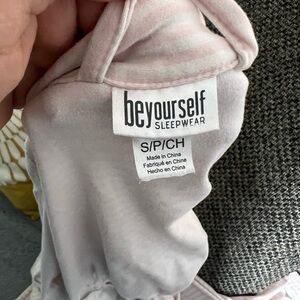 beyourself
SLEEPWEAR
S/P/CH
Made in China
Fabriqué en Chine
Hecho en China